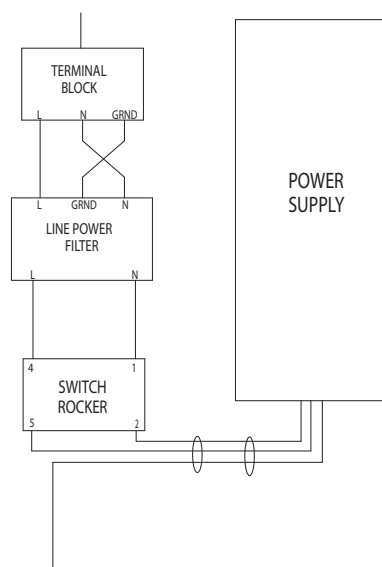 TERMINAL
BLOCK
L N GRND
L GRND N
LINE POWER
FILTER
L N
4 1
SWITCH
ROCKER
5 2
POWER
SUPPLY